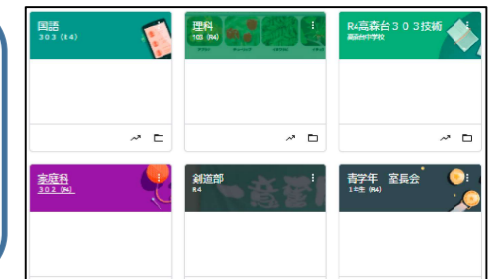 国語
303 (R4)
理科
103 (R4)
R4高森台303技術
高森台中学校
家庭科
302 (R4)
剣道部
R4
青学年 室長会
1年生 (R4)